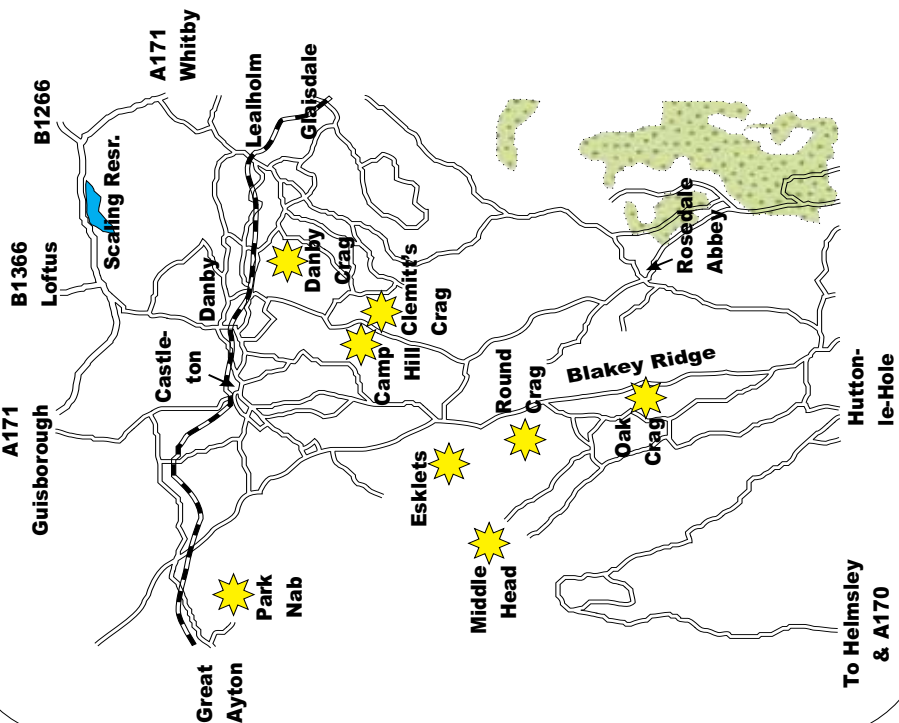 A171
Guisborough
B1366
Loftus
B1266
Scaling Resr.
A171
Whitby
Castle-
ton
Danby
Lealholm
Glaisdale
Danby
Crag
Clemitt's
Crag
Camp
Hill
Park
Nab
Great
Ayton
Esklets
Round
Crag
Middle
Head
Blakey Ridge
Oak
Crag
Rosedale
Abbey
Hutton-
le-Hole
To Helmsley
& A170